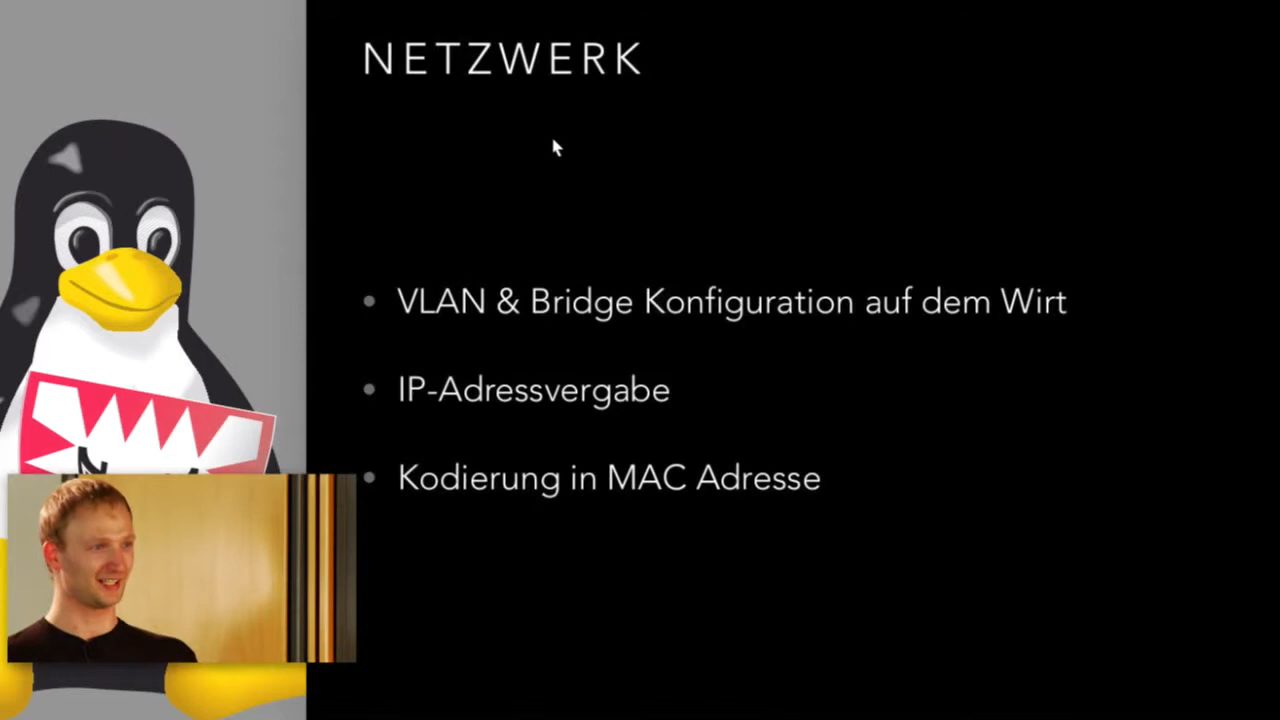 NETZWERK
VLAN & Bridge Konfiguration auf dem Wirt
IP-Adressvergabe
Kodierung in MAC Adresse